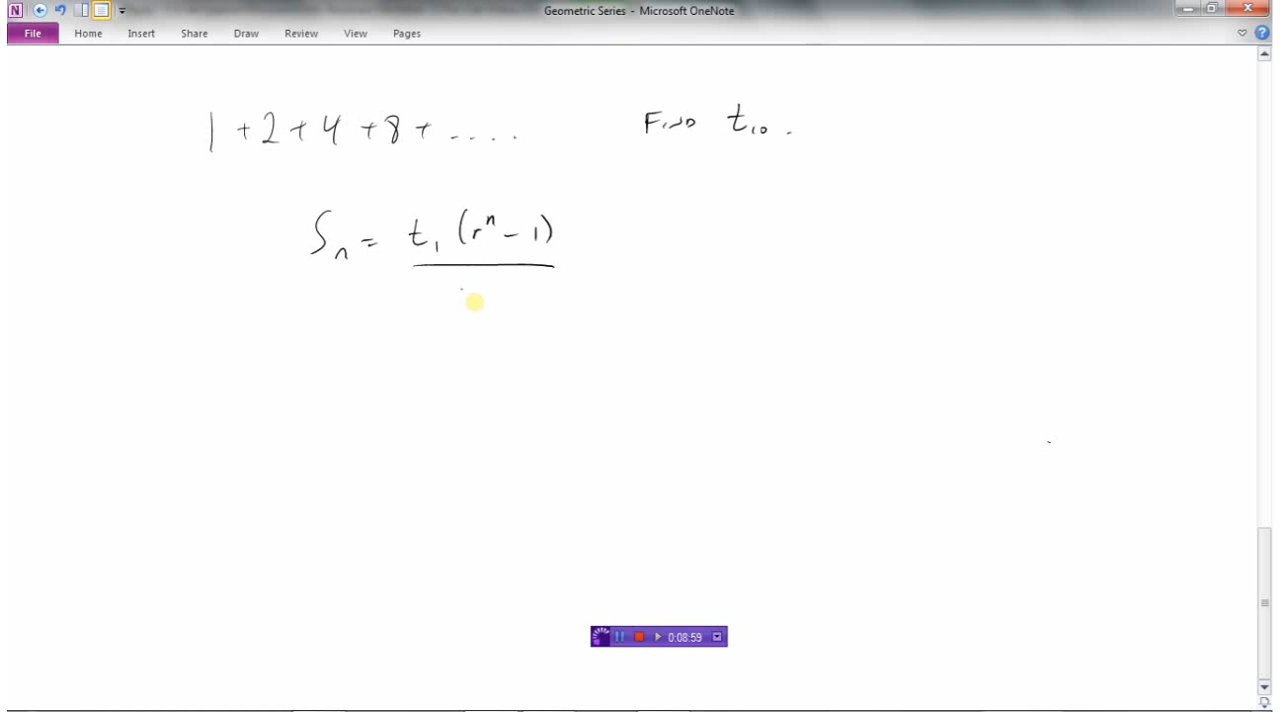 Geometric Series - Microsoft OneNote
File Home Insert Share Draw Review View Pages
1 + 2 + 4 + 8 + .... Find t₁₀.
Sₙ = t₁ (rⁿ - 1)
0:08:59